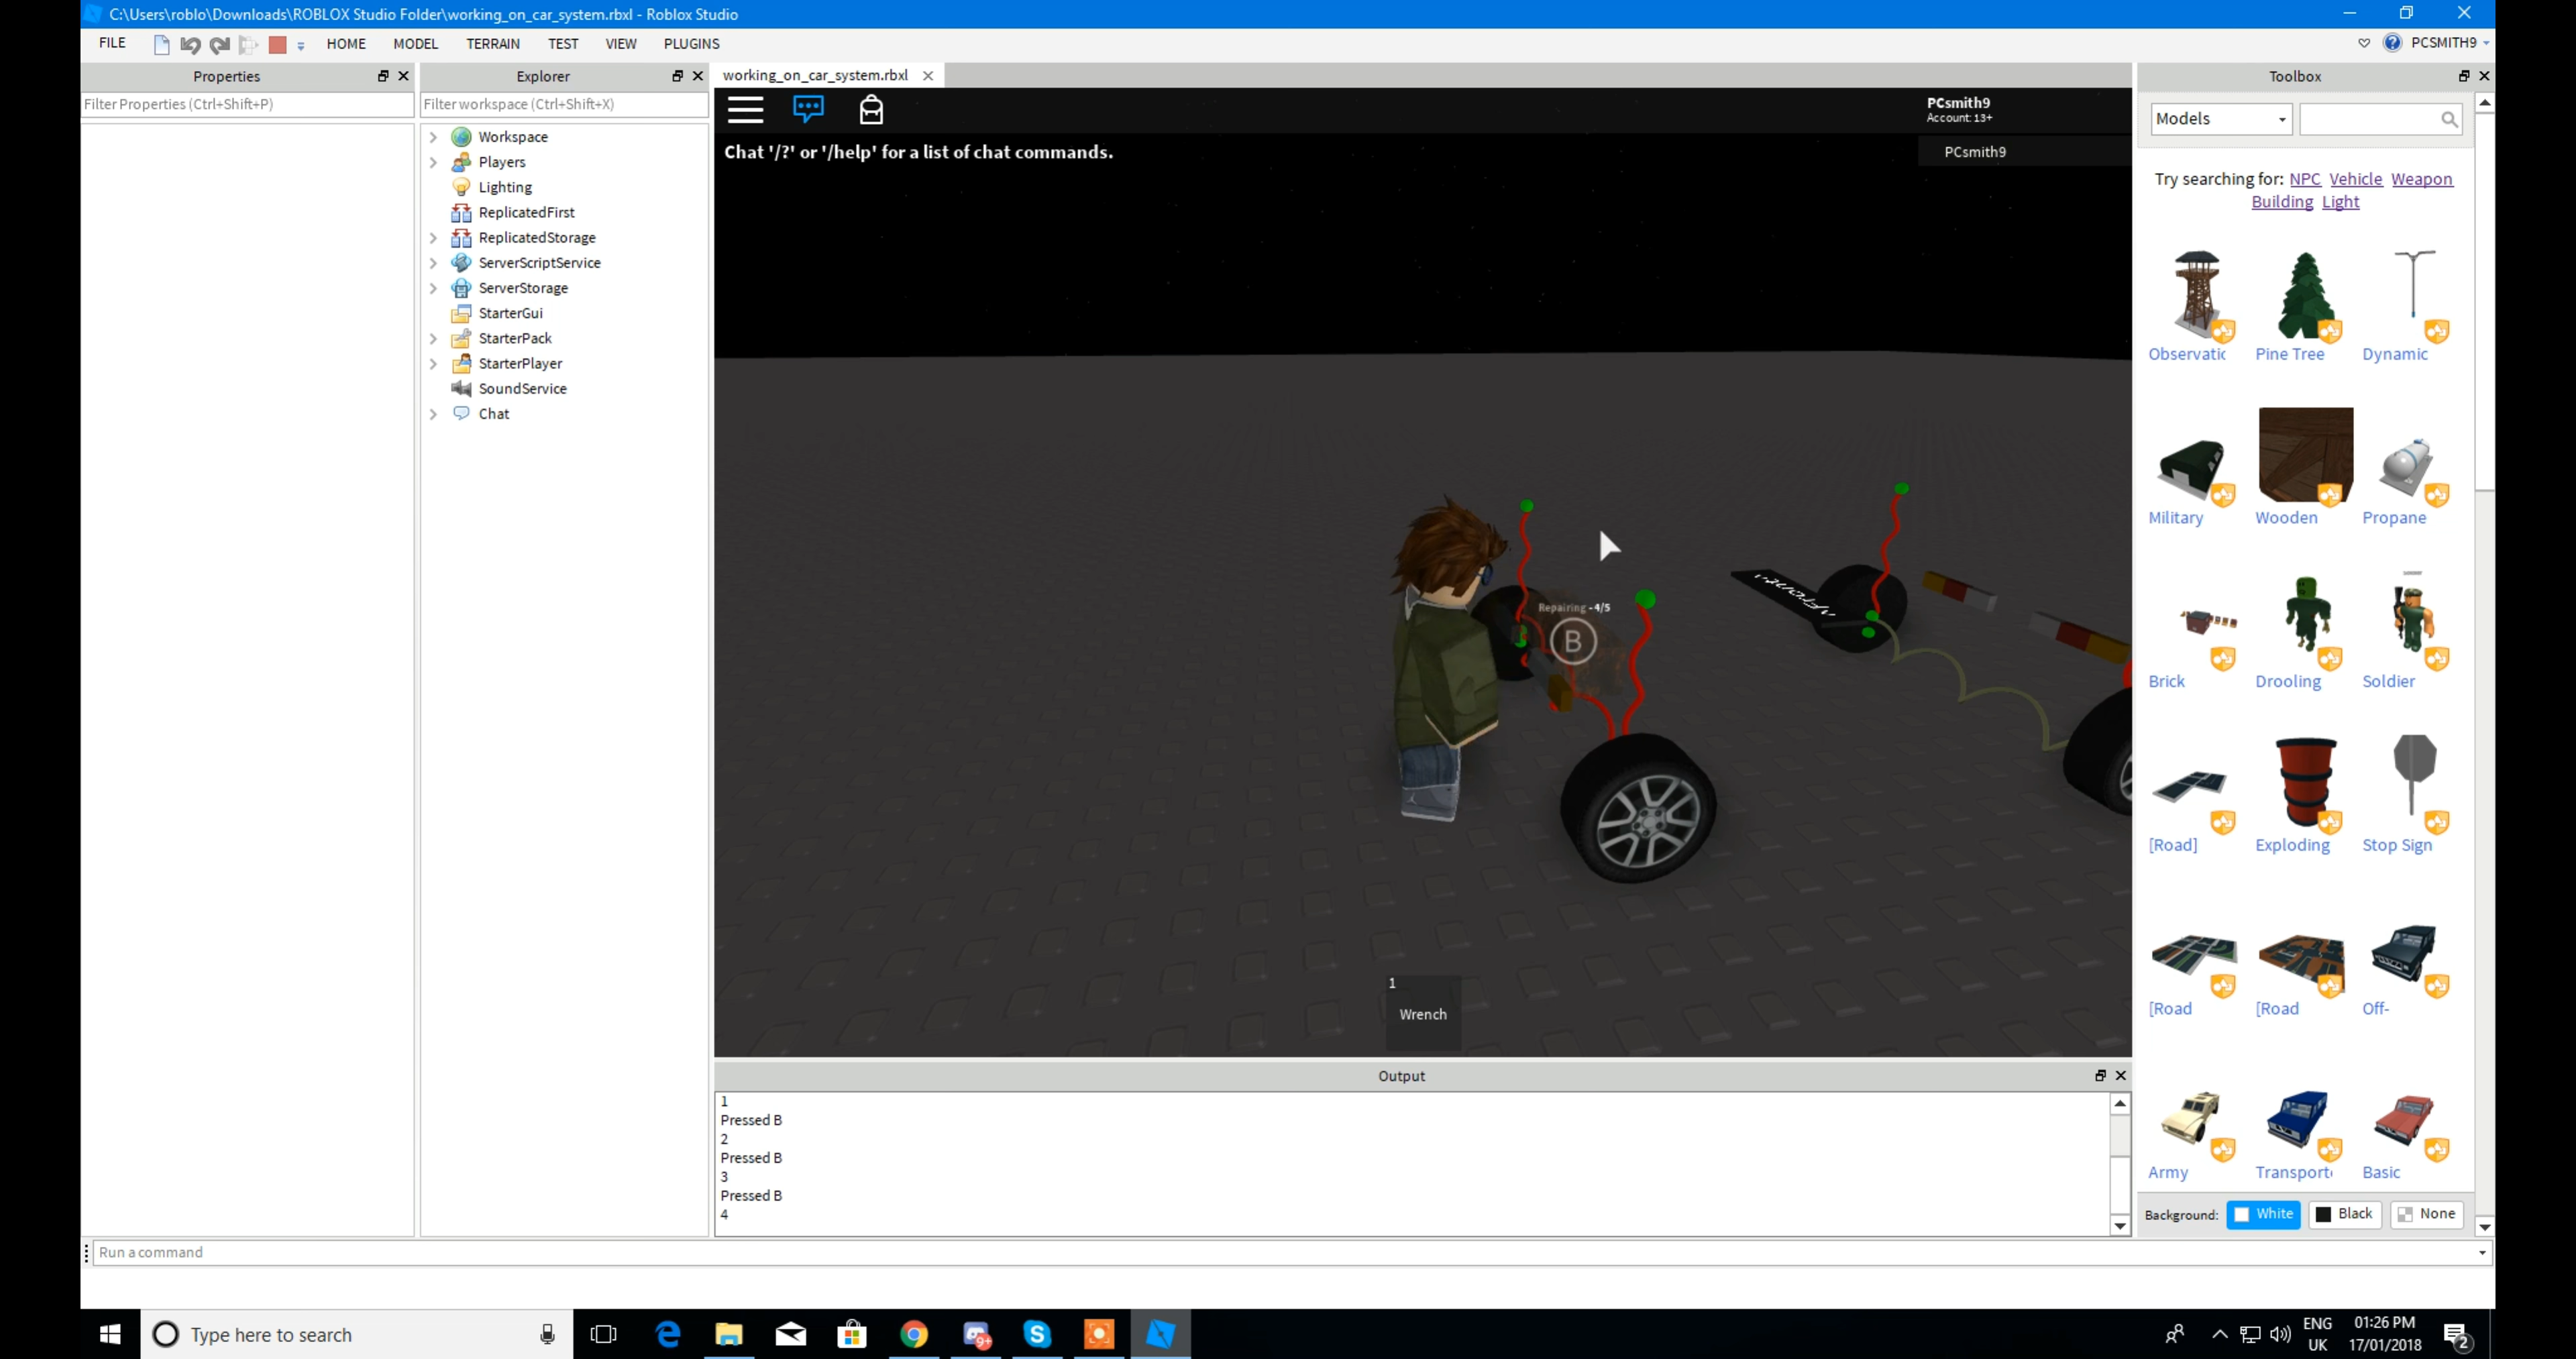 C:\Users\roblo\Downloads\ROBLOX Studio Folder\working_on_car_system.rbxl - Roblox Studio
FILE HOME MODEL TERRAIN TEST VIEW PLUGINS
PCSMITH9
Properties
Filter Properties (Ctrl+Shift+P)
Explorer
Filter workspace (Ctrl+Shift+X)
Workspace
Players
Lighting
ReplicatedFirst
ReplicatedStorage
ServerScriptService
ServerStorage
StarterGui
StarterPack
StarterPlayer
SoundService
Chat
working_on_car_system.rbxl
PCsmith9
Account: 13+
Chat '/?' or '/help' for a list of chat commands.
PCsmith9
Repairing - 4/5
B
1
Wrench
Output
1
Pressed B
2
Pressed B
3
Pressed B
4
Toolbox
Models
Try searching for: NPC Vehicle Weapon
Building Light
Observatic Pine Tree Dynamic
Military Wooden Propane
Brick Drooling Soldier
[Road] Exploding Stop Sign
[Road [Road Off-
Army Transport Basic
Background: White Black None
Run a command
Type here to search
9+
ENG
UK
01:26 PM
17/01/2018
2